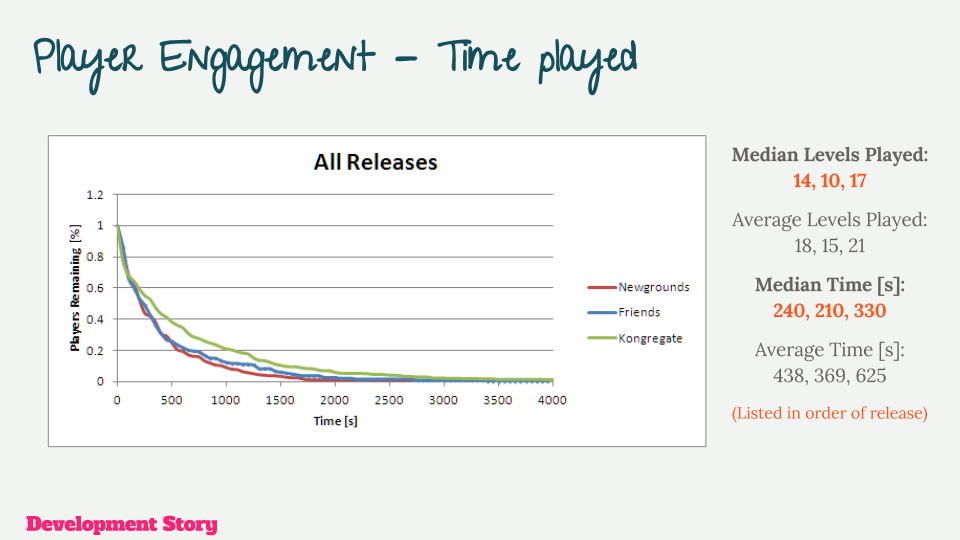 Player Engagement – Time played
All Releases
Players Remaining [%]
1.2
1
0.8
0.6
0.4
0.2
0
0 500 1000 1500 2000 2500 3000 3500 4000
Time [s]
Newgrounds
Friends
Kongregate
Median Levels Played:
14, 10, 17
Average Levels Played:
18, 15, 21
Median Time [s]:
240, 210, 330
Average Time [s]:
438, 369, 625
(Listed in order of release)
Development Story